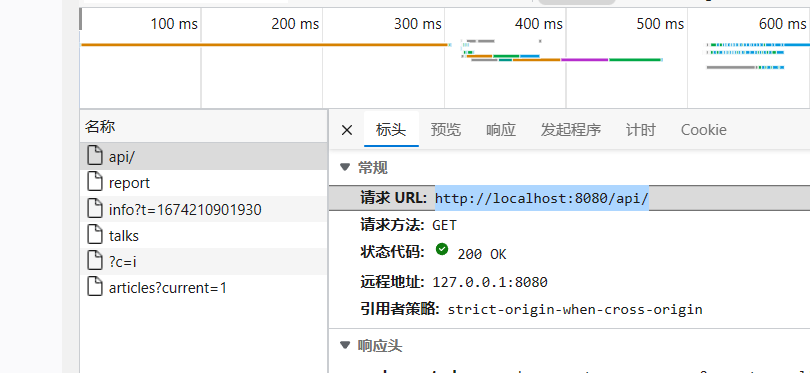 100 ms 200 ms 300 ms 400 ms 500 ms 600 ms
名称
api/
report
info?t=1674210901930
talks
?c=i
articles?current=1
× 标头 预览 响应 发起程序 计时 Cookie
▼ 常规
请求 URL: http://localhost:8080/api/
请求方法: GET
状态代码: 200 OK
远程地址: 127.0.0.1:8080
引用者策略: strict-origin-when-cross-origin
▼ 响应头